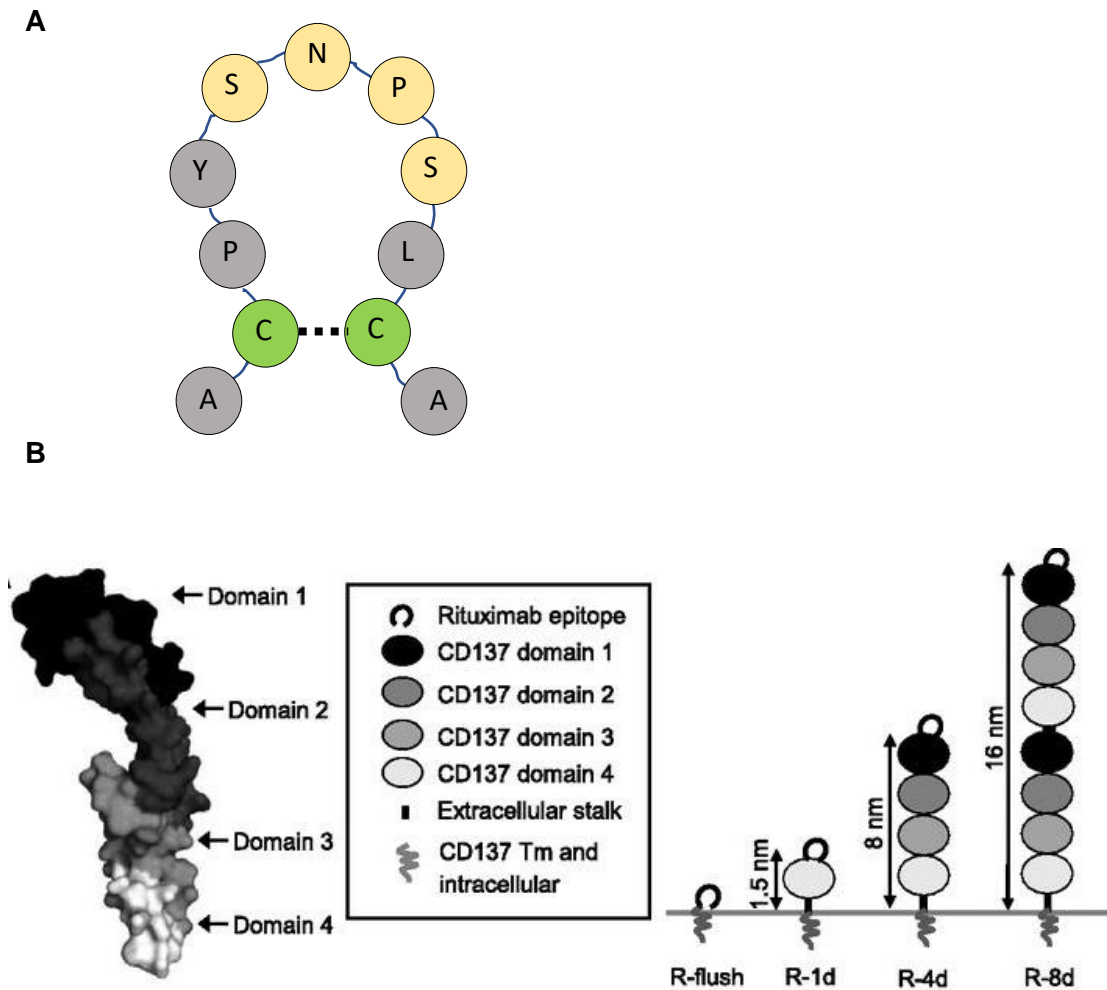 A
N
S
P
Y
S
P
L
C
C
A
A
B
Domain 1
Domain 2
Domain 3
Domain 4
Rituximab epitope
CD137 domain 1
CD137 domain 2
CD137 domain 3
CD137 domain 4
Extracellular stalk
CD137 Tm and
intracellular
1.5 nm
8 nm
16 nm
R-flush
R-1d
R-4d
R-8d